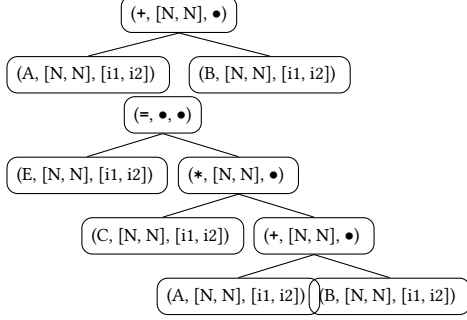 (+, [N, N], •)
(A, [N, N], [i1, i2]) (B, [N, N], [i1, i2])
(=, •, •)
(E, [N, N], [i1, i2]) (*, [N, N], •)
(C, [N, N], [i1, i2]) (+, [N, N], •)
(A, [N, N], [i1, i2]) (B, [N, N], [i1, i2])